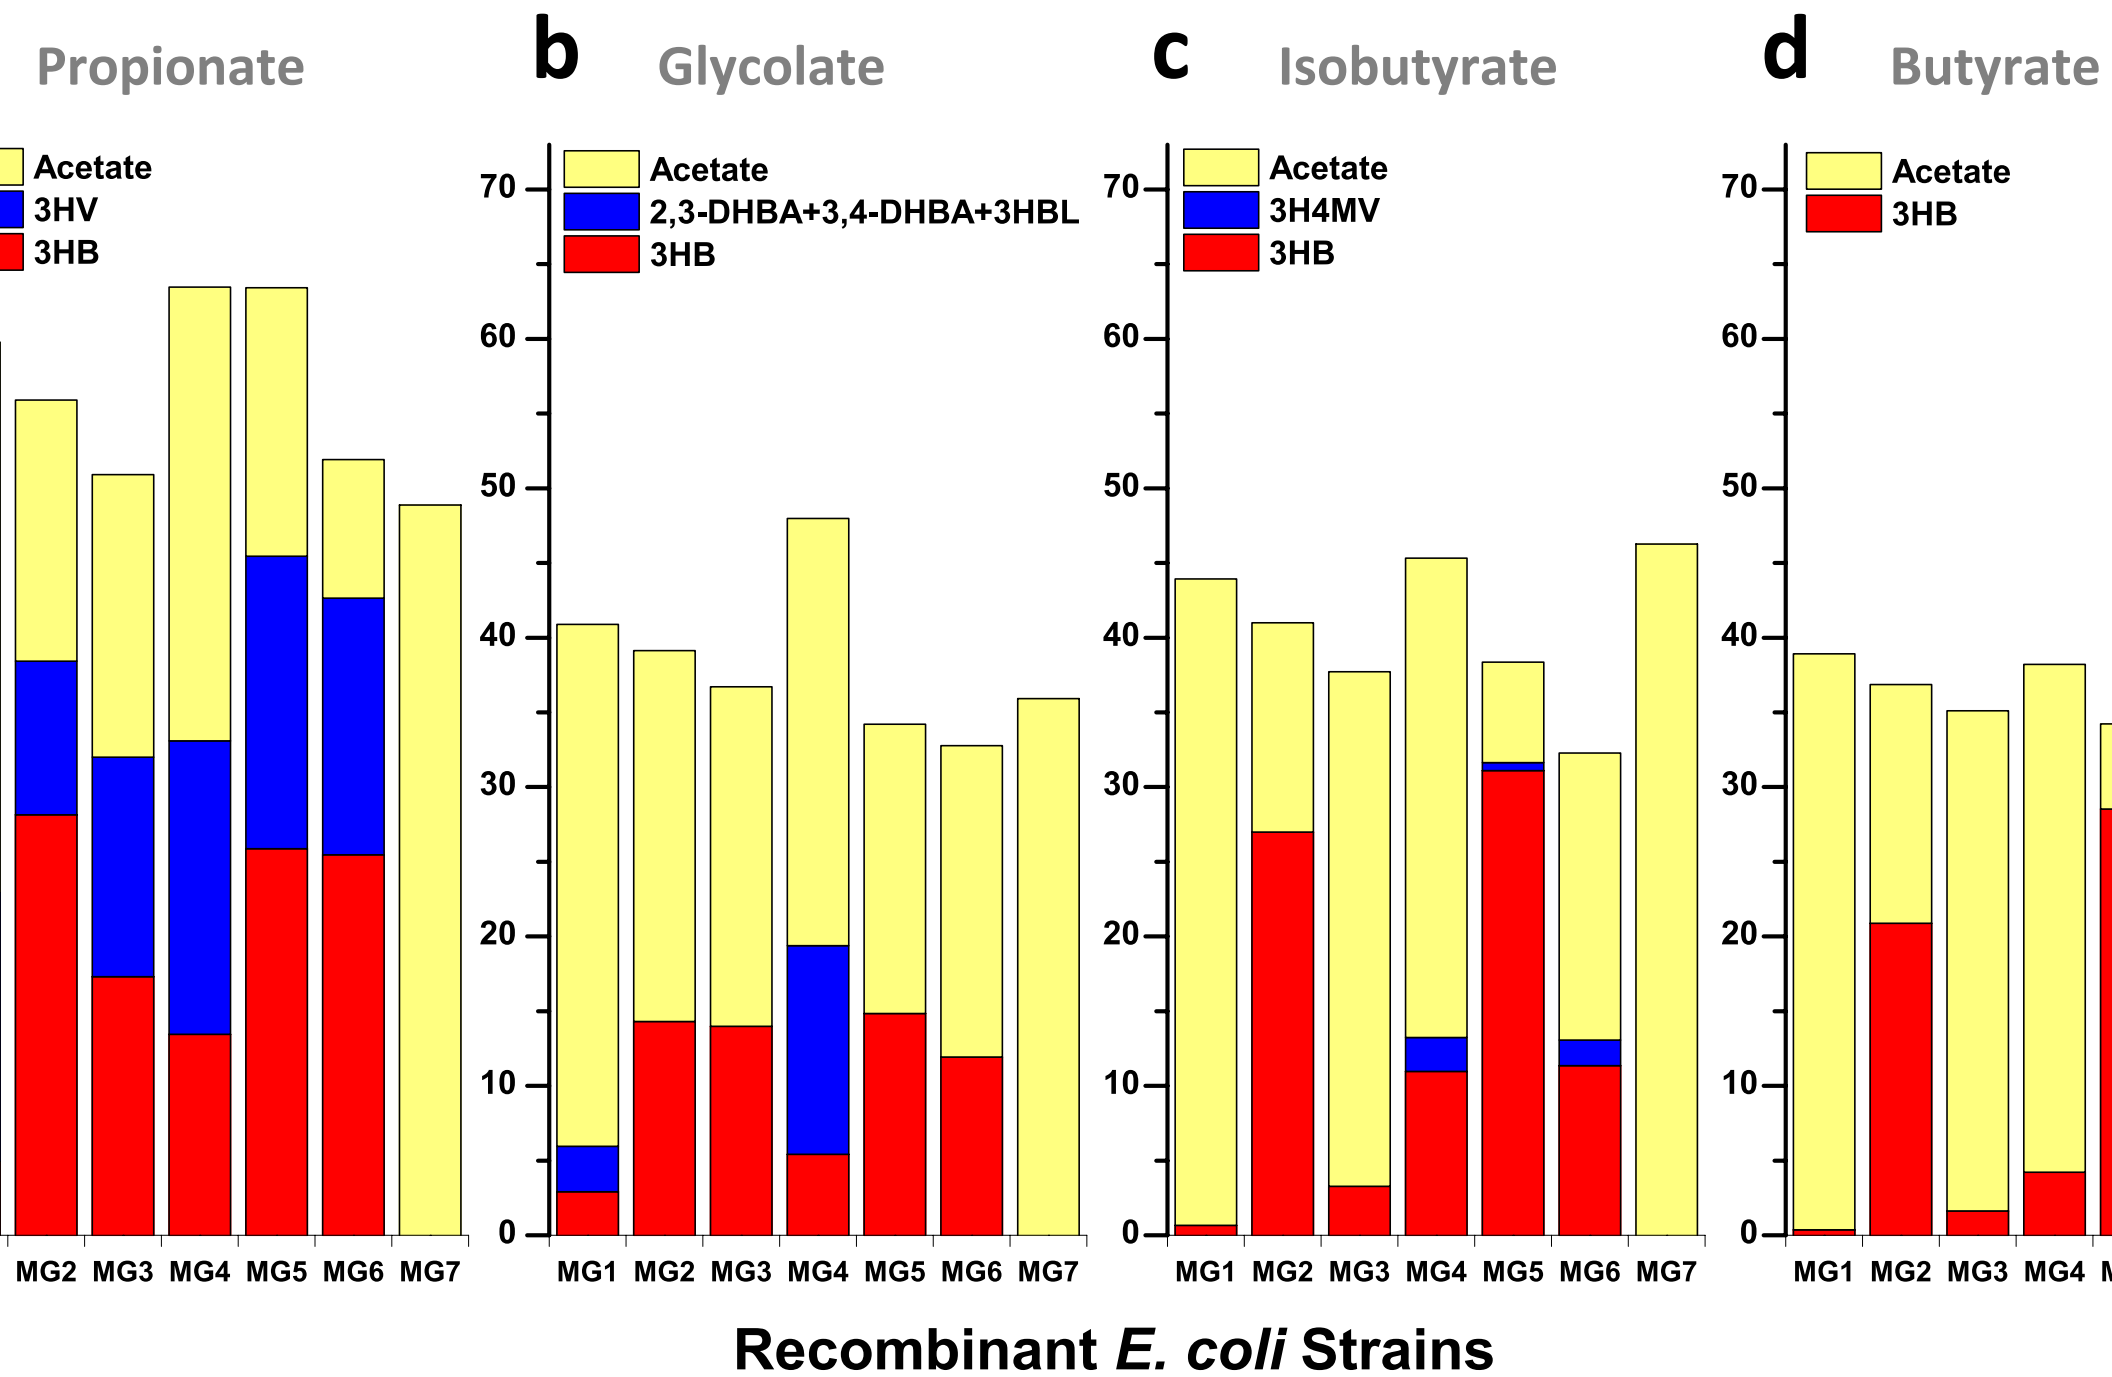 Propionate
Acetate
3HV
3HB
MG2 MG3 MG4 MG5 MG6 MG7
b Glycolate
Acetate
2,3-DHBA+3,4-DHBA+3HBL
3HB
70
60
50
40
30
20
10
0
MG1 MG2 MG3 MG4 MG5 MG6 MG7
c Isobutyrate
Acetate
3H4MV
3HB
70
60
50
40
30
20
10
0
MG1 MG2 MG3 MG4 MG5 MG6 MG7
d Butyrate
Acetate
3HB
70
60
50
40
30
20
10
0
MG1 MG2 MG3 MG4
Recombinant E. coli Strains